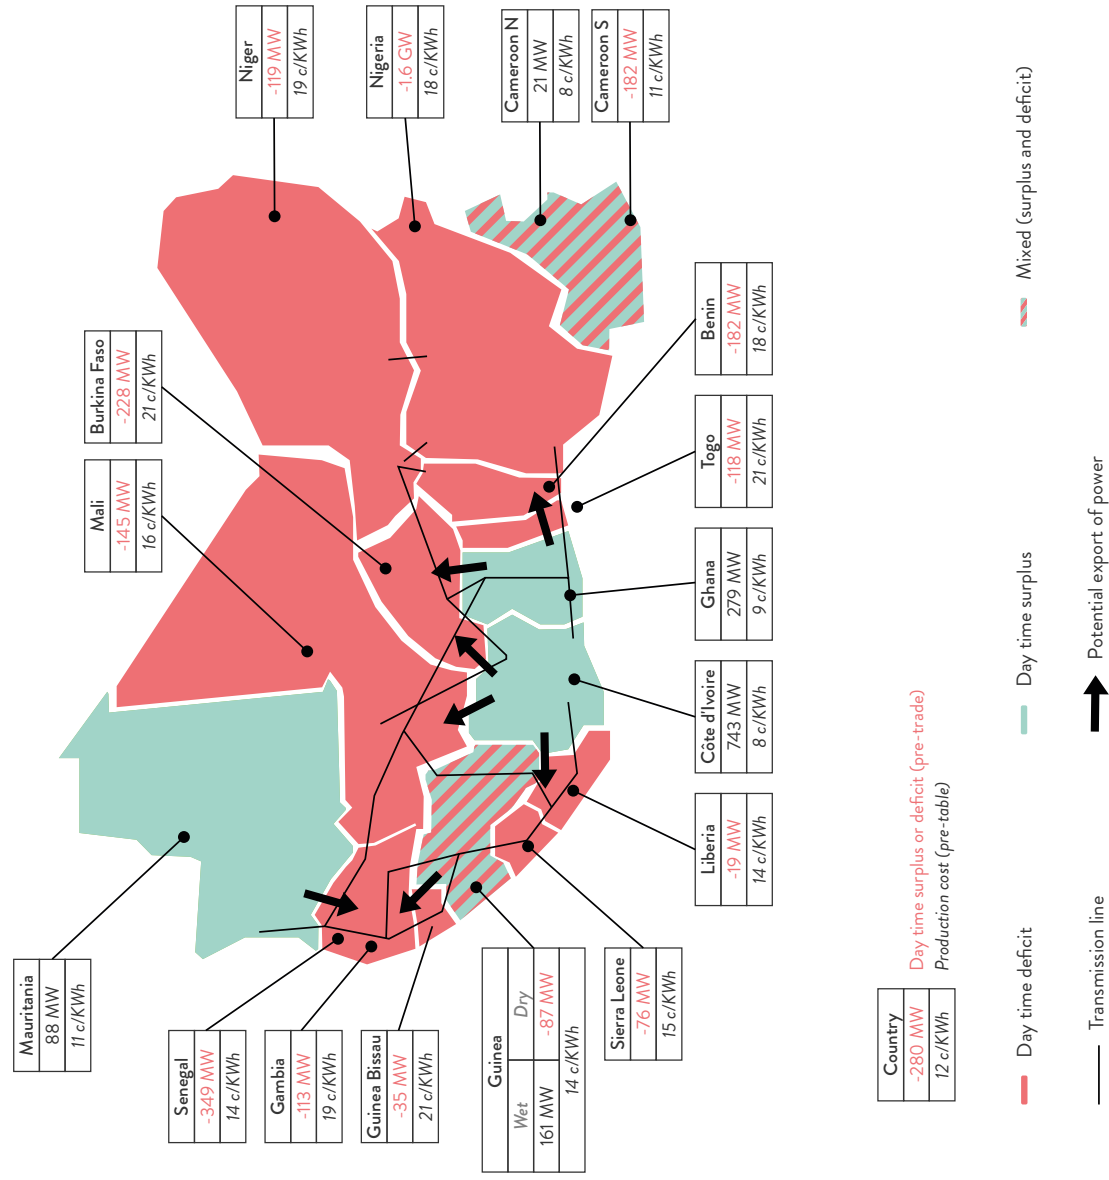 Mauritania
88 MW
11 c/KWh
Mali
-145 MW
16 c/KWh
Burkina Faso
-228 MW
21 c/KWh
Niger
-119 MW
19 c/KWh
Nigeria
-1.6 GW
18 c/KWh
Cameroon N
21 MW
8 c/KWh
Cameroon S
-182 MW
11 c/KWh
Senegal
-349 MW
14 c/KWh
Gambia
-113 MW
19 c/KWh
Guinea Bissau
-35 MW
21 c/KWh
Guinea
Wet Dry
161 MW -87 MW
14 c/KWh
Sierra Leone
-76 MW
15 c/KWh
Liberia
-19 MW
14 c/KWh
Côte d'Ivoire
743 MW
8 c/KWh
Ghana
279 MW
9 c/KWh
Togo
-118 MW
21 c/KWh
Benin
-182 MW
18 c/KWh
Country
-280 MW
12 c/KWh
Day time surplus or deficit (pre-trade)
Production cost (pre-table)
Day time deficit
Day time surplus
Mixed (surplus and deficit)
Transmission line
Potential export of power